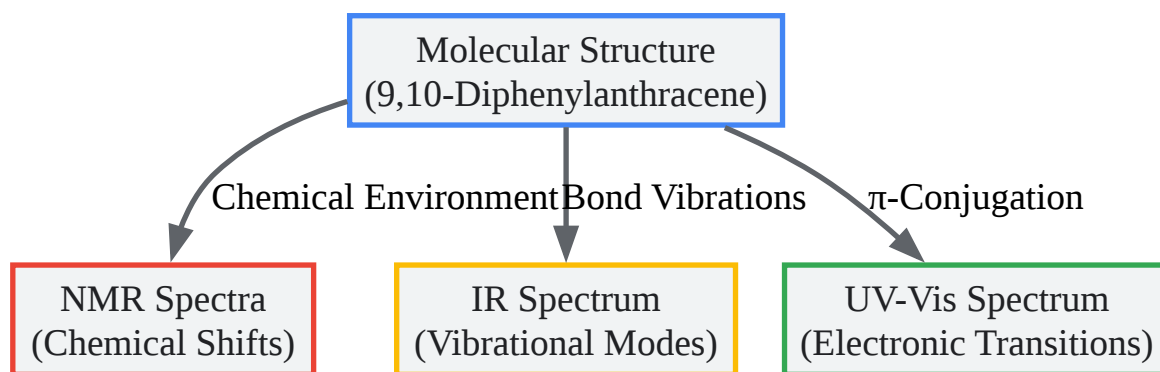 Molecular Structure
(9,10-Diphenylanthracene)
Chemical Environment
Bond Vibrations
π-Conjugation
NMR Spectra
(Chemical Shifts)
IR Spectrum
(Vibrational Modes)
UV-Vis Spectrum
(Electronic Transitions)